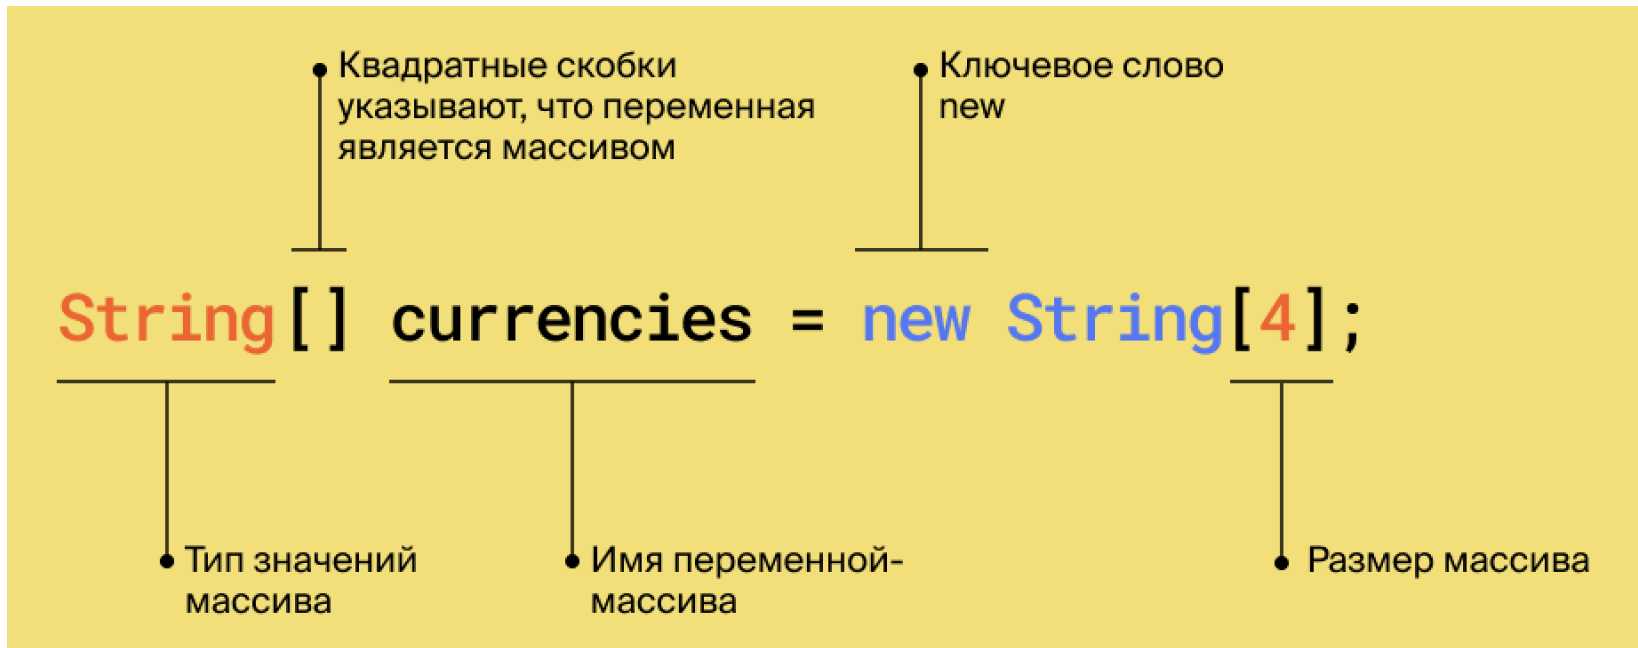 Квадратные скобки
указывают, что переменная
является массивом
Ключевое слово
new
String[] currencies = new String[4];
Тип значений
массива
Имя переменной-
массива
Размер массива